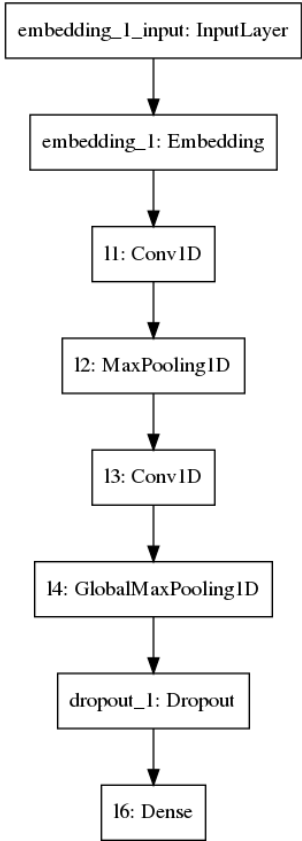 embedding_1_input: InputLayer
embedding_1: Embedding
l1: Conv1D
l2: MaxPooling1D
l3: Conv1D
l4: GlobalMaxPooling1D
dropout_1: Dropout
l6: Dense